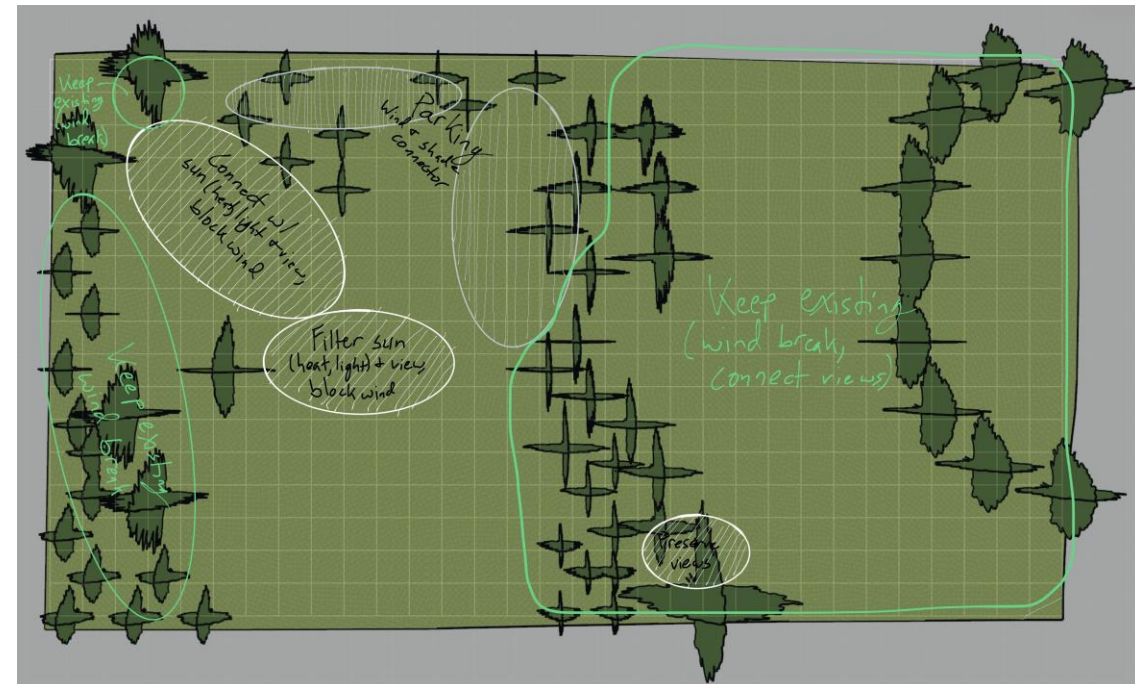 Keep
existing
(wind
break)
Parking
wind & shade
connector
Connect w/
sun (heat, light & view,
block wind
Filter sun
(heat, light) & view,
block wind
Keep existing
wind break
Keep existing
(wind break,
connect views)
Preserve
views